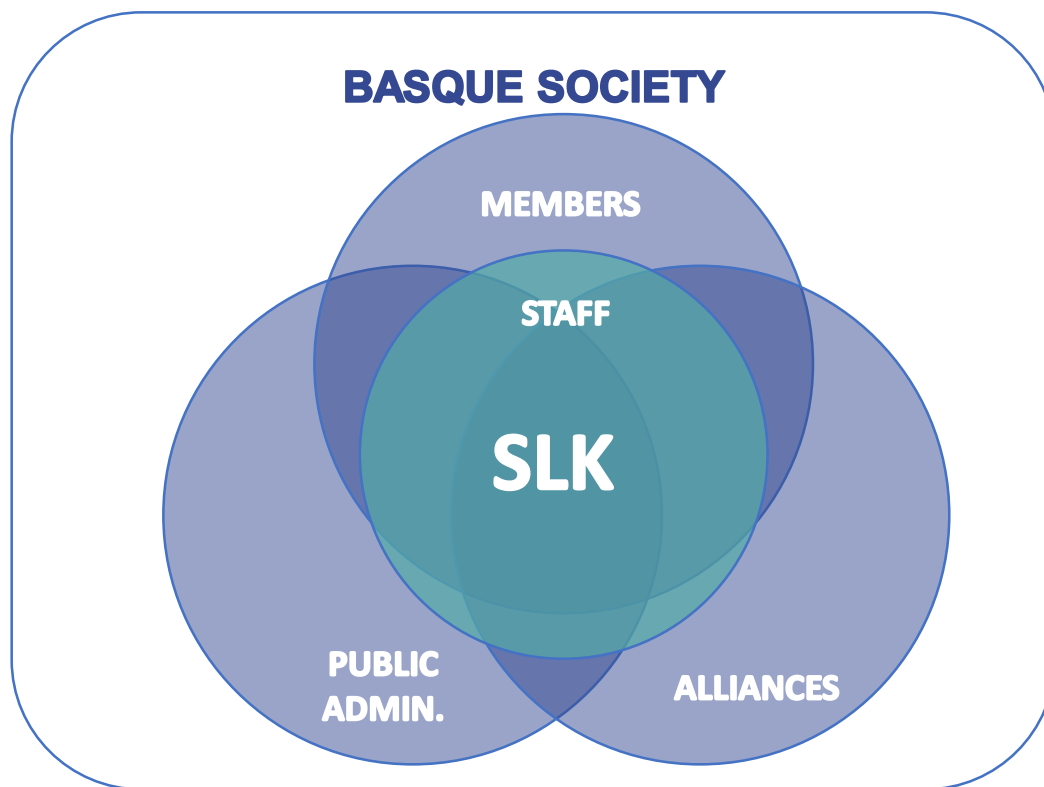 BASQUE SOCIETY
MEMBERS
STAFF
SLK
PUBLIC
ADMIN.
ALLIANCES